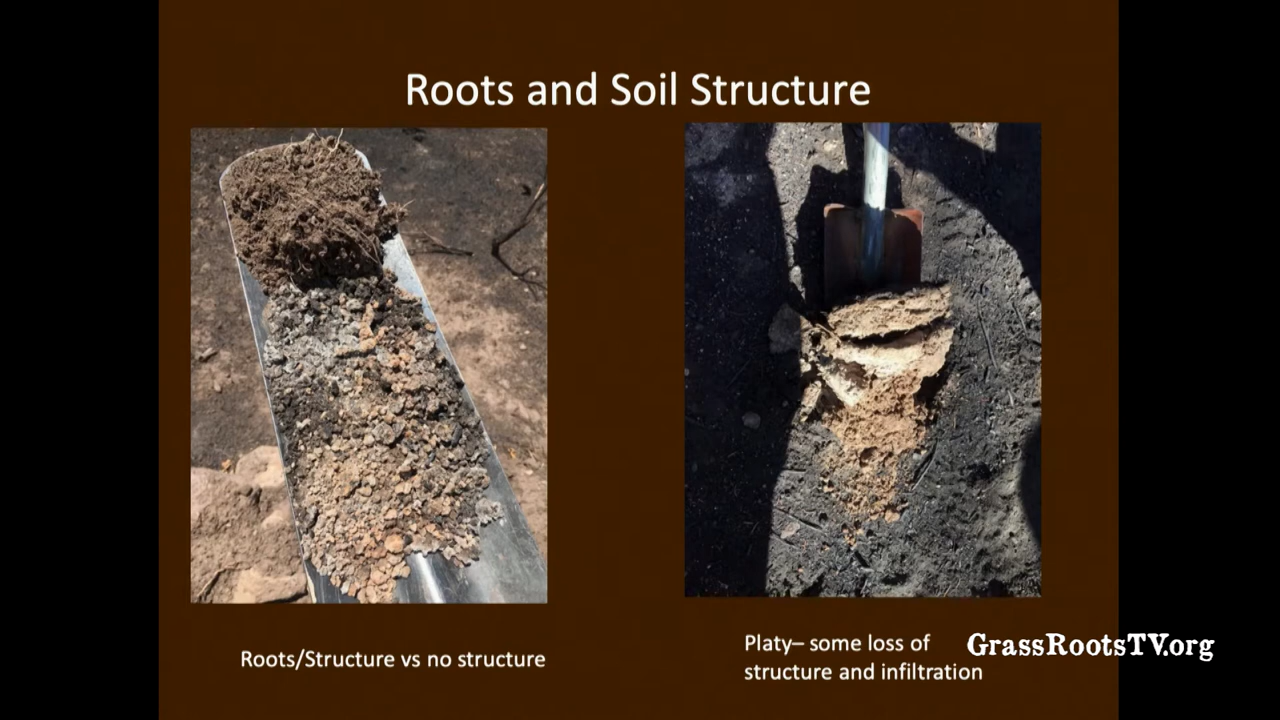 Roots and Soil Structure
Roots/Structure vs no structure
Platy– some loss of
structure and infiltration
GrassRootsTV.org